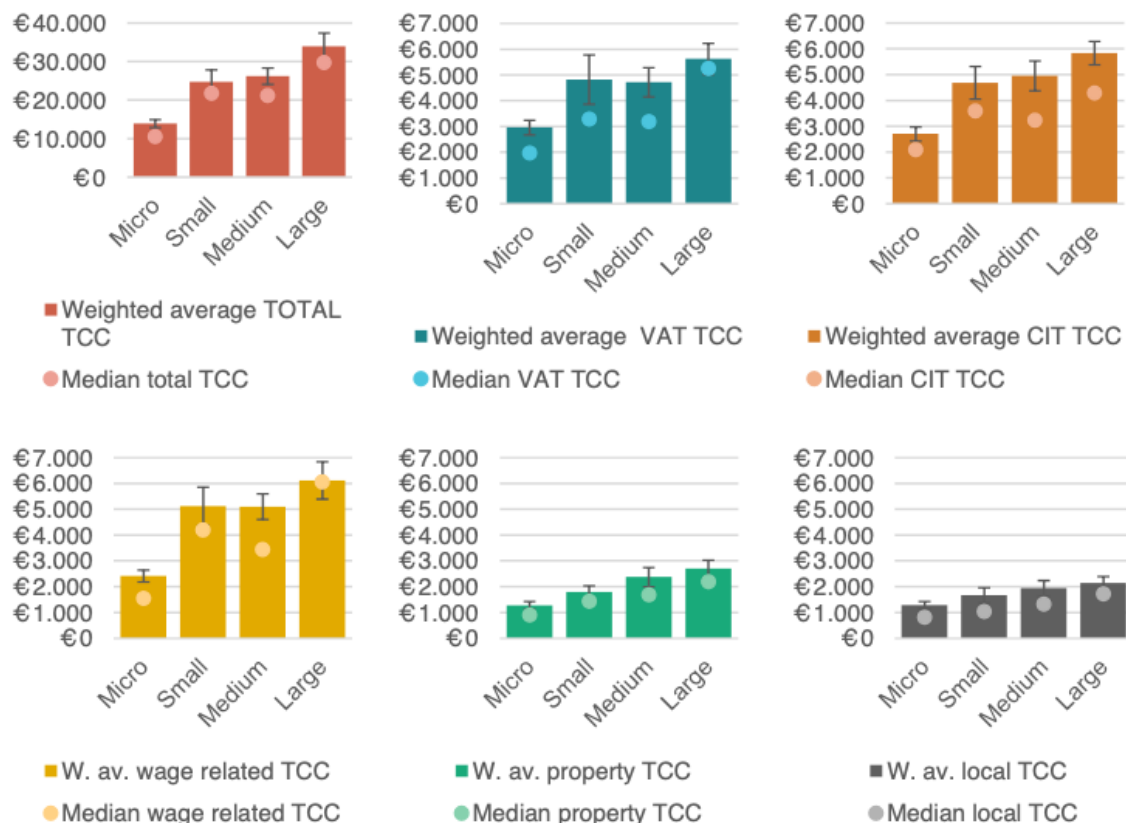 €40.000
€30.000
€20.000
€10.000
€0
Micro
Small
Medium
Large
Weighted average TOTAL
TCC
Median total TCC
€7.000
€6.000
€5.000
€4.000
€3.000
€2.000
€1.000
€0
Micro
Small
Medium
Large
Weighted average VAT TCC
Median VAT TCC
€7.000
€6.000
€5.000
€4.000
€3.000
€2.000
€1.000
€0
Micro
Small
Medium
Large
Weighted average CIT TCC
Median CIT TCC
€7.000
€6.000
€5.000
€4.000
€3.000
€2.000
€1.000
€0
Micro
Small
Medium
Large
W. av. wage related TCC
Median wage related TCC
€7.000
€6.000
€5.000
€4.000
€3.000
€2.000
€1.000
€0
Micro
Small
Medium
Large
W. av. property TCC
Median property TCC
€7.000
€6.000
€5.000
€4.000
€3.000
€2.000
€1.000
€0
Micro
Small
Medium
Large
W. av. local TCC
Median local TCC